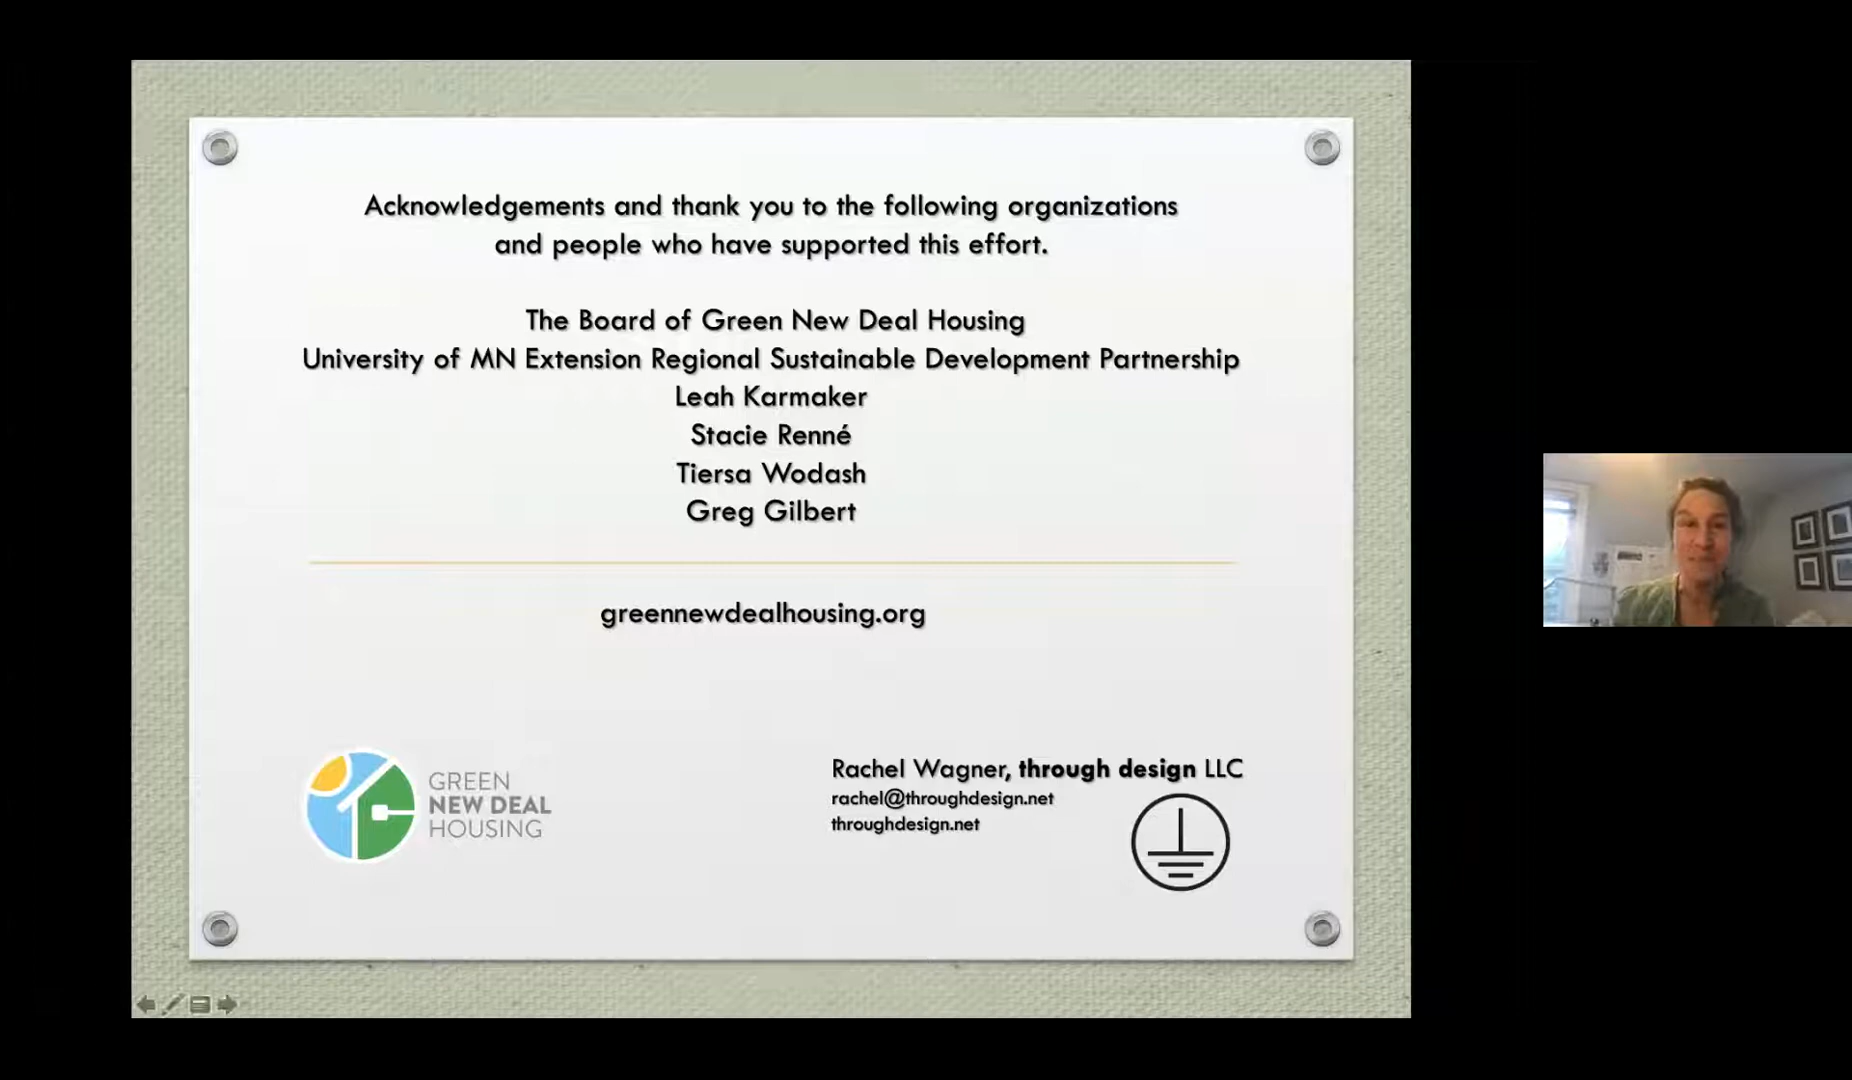 Acknowledgements and thank you to the following organizations
and people who have supported this effort.
The Board of Green New Deal Housing
University of MN Extension Regional Sustainable Development Partnership
Leah Karmaker
Stacie Renné
Tiersa Wodash
Greg Gilbert
greennewdealhousing.org
GREEN
NEW DEAL
HOUSING
Rachel Wagner, through design LLC
rachel@throughdesign.net
throughdesign.net